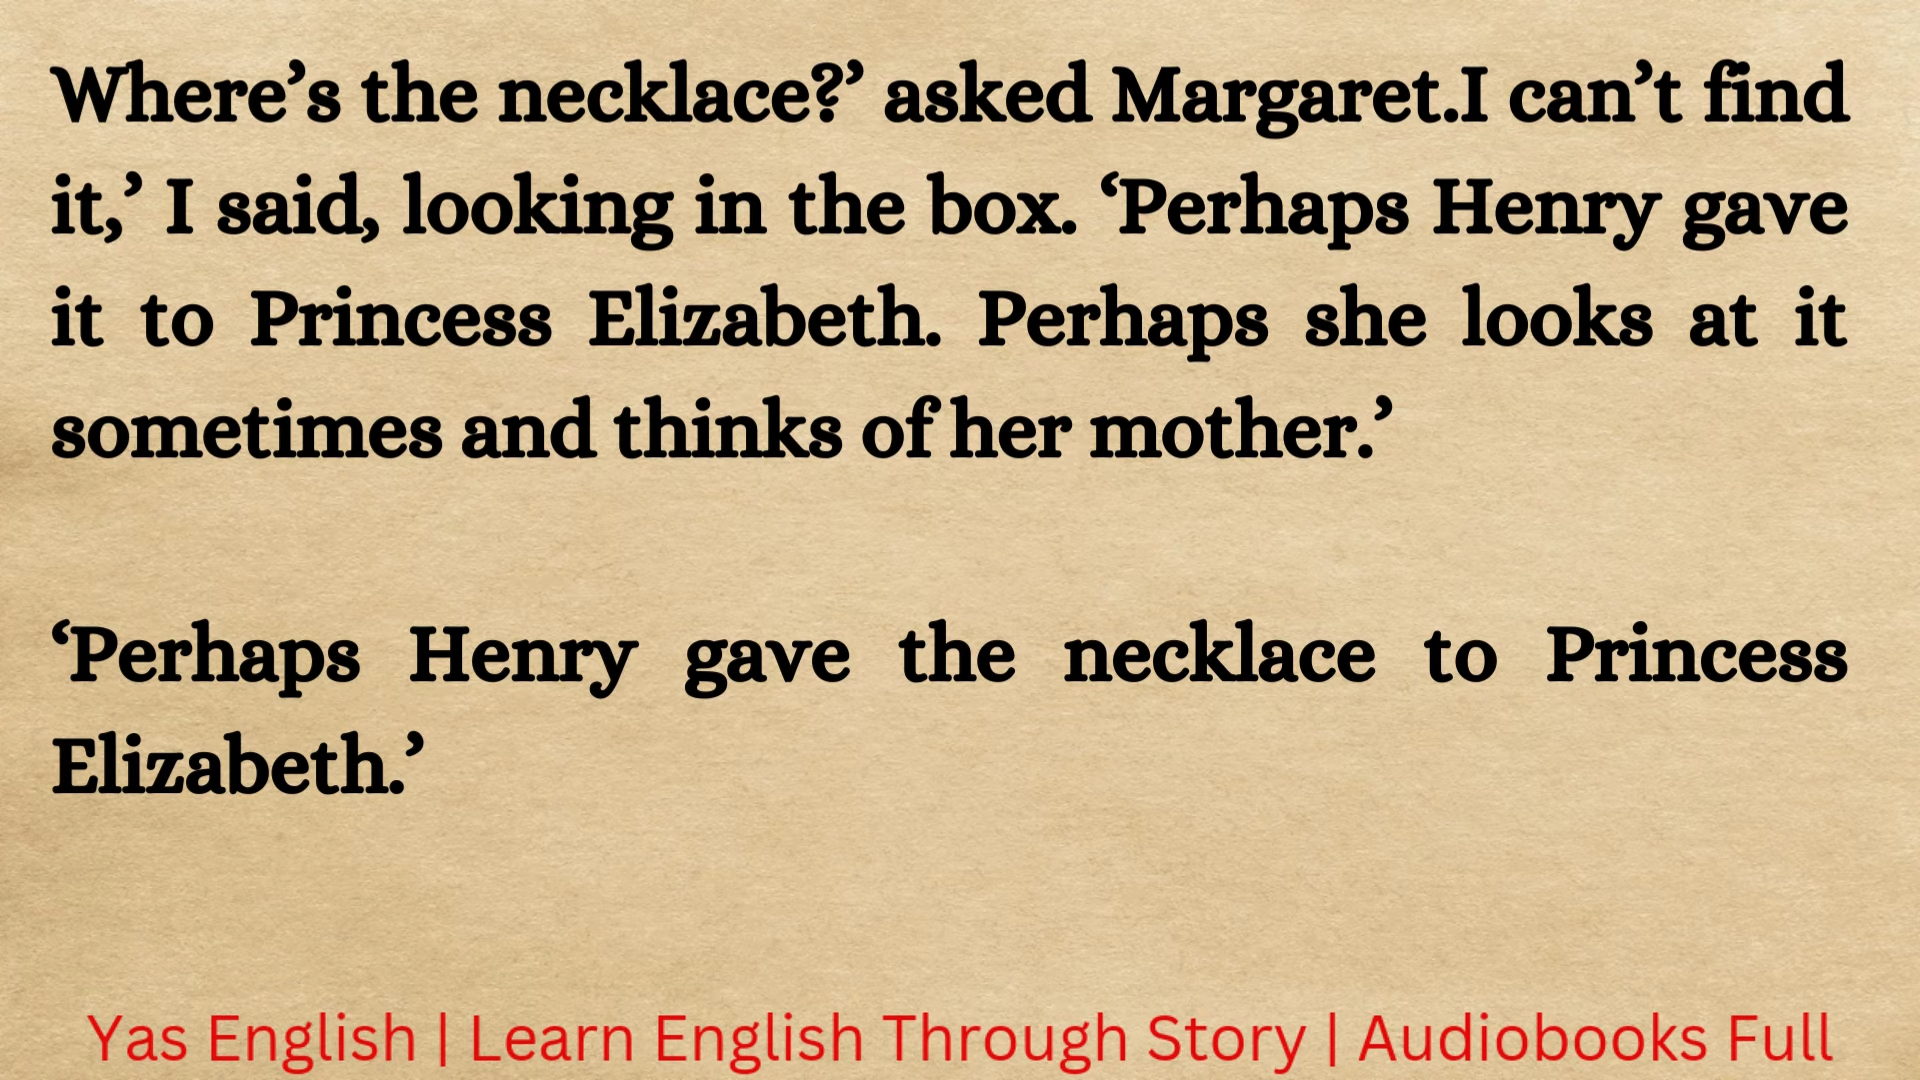 Where’s the necklace?’ asked Margaret.I can’t find
it,’ I said, looking in the box. ‘Perhaps Henry gave
it to Princess Elizabeth. Perhaps she looks at it
sometimes and thinks of her mother.’
‘Perhaps Henry gave the necklace to Princess
Elizabeth.’
Yas English | Learn English Through Story | Audiobooks Full